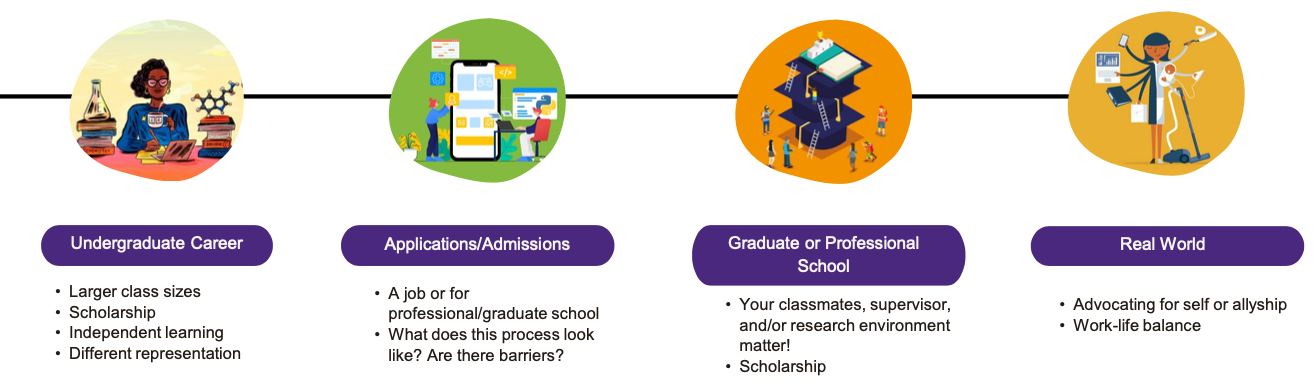 Undergraduate Career
• Larger class sizes
• Scholarship
• Independent learning
• Different representation
Applications/Admissions
• A job or for
professional/graduate school
• What does this process look
like? Are there barriers?
Graduate or Professional
School
• Your classmates, supervisor,
and/or research environment
matter!
• Scholarship
Real World
• Advocating for self or allyship
• Work-life balance